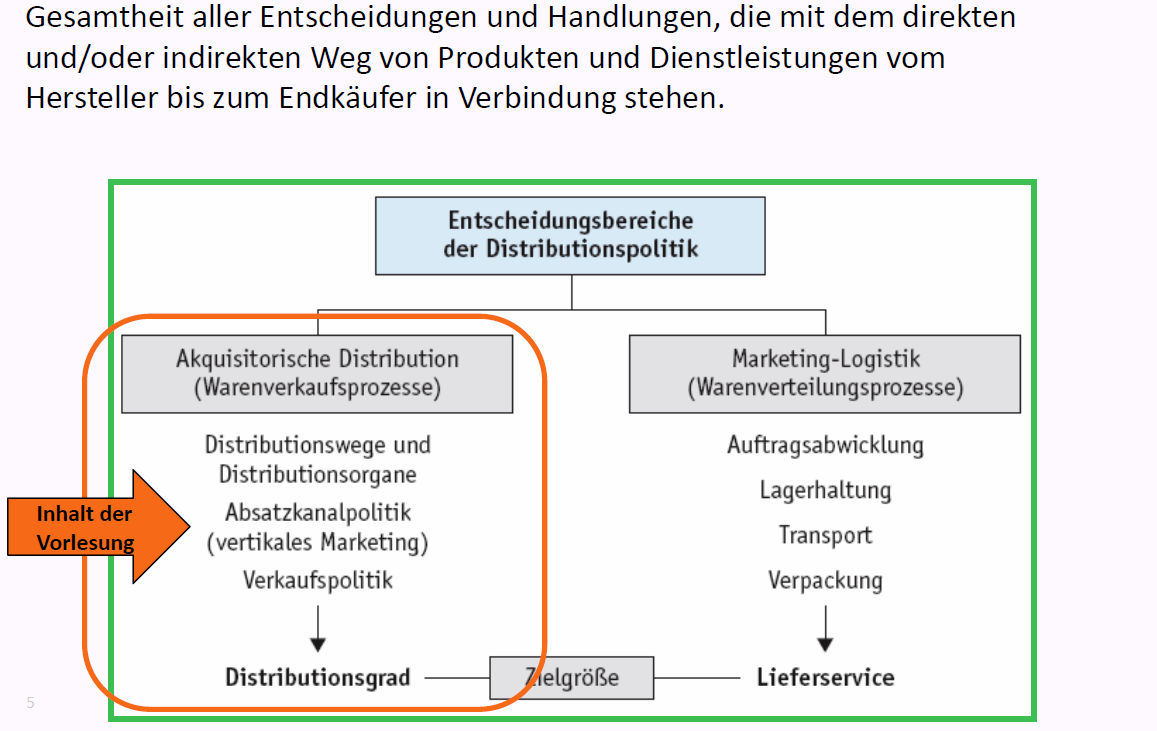 Gesamtheit aller Entscheidungen und Handlungen, die mit dem direkten
und/oder indirekten Weg von Produkten und Dienstleistungen vom
Hersteller bis zum Endkäufer in Verbindung stehen.
Entscheidungsbereiche
der Distributionspolitik
Akquisitorische Distribution
(Warenverkaufsprozesse)
Distributionswege und
Distributionsorgane
Absatzkanalpolitik
(vertikales Marketing)
Verkaufspolitik
Distributionsgrad
Inhalt der
Vorlesung
Zielgröße
Marketing-Logistik
(Warenverteilungsprozesse)
Auftragsabwicklung
Lagerhaltung
Transport
Verpackung
Lieferservice
5